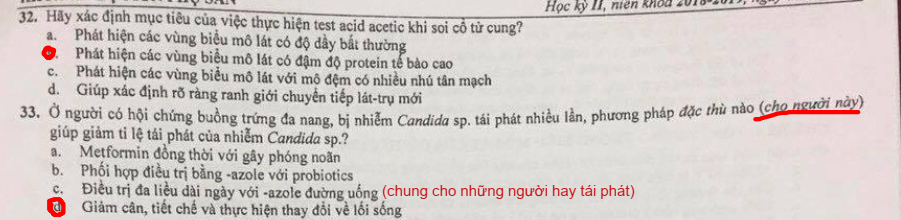 Học kỳ II, niên khóa 2018-2019,
32. Hãy xác định mục tiêu của việc thực hiện test acid acetic khi soi cổ tử cung?
a. Phát hiện các vùng biểu mô lát có độ dầy bất thường
Phát hiện các vùng biểu mô lát có đậm độ protein tế bào cao
c. Phát hiện các vùng biểu mô lát với mô đệm có nhiều nhú tân mạch
d. Giúp xác định rõ ràng ranh giới chuyển tiếp lát-trụ mới
33. Ở người có hội chứng buồng trứng đa nang, bị nhiễm Candida sp. tái phát nhiều lần, phương pháp đặc thù nào (cho người này)
giúp giảm tỉ lệ tái phát của nhiễm Candida sp.?
a. Metformin đồng thời với gây phóng noãn
b. Phối hợp điều trị bằng -azole với probiotics
c. Điều trị đa liều dài ngày với -azole đường uống (chung cho những người hay tái phát)
d Giảm cân, tiết chế và thực hiện thay đổi về lối sống